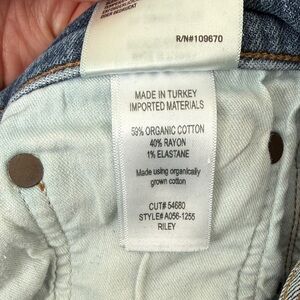 R/N#109670
MADE IN TURKEY
IMPORTED MATERIALS
59% ORGANIC COTTON
40% RAYON
1% ELASTANE
Made using organically
grown cotton
CUT# 54680
STYLE# A056-1255
RILEY